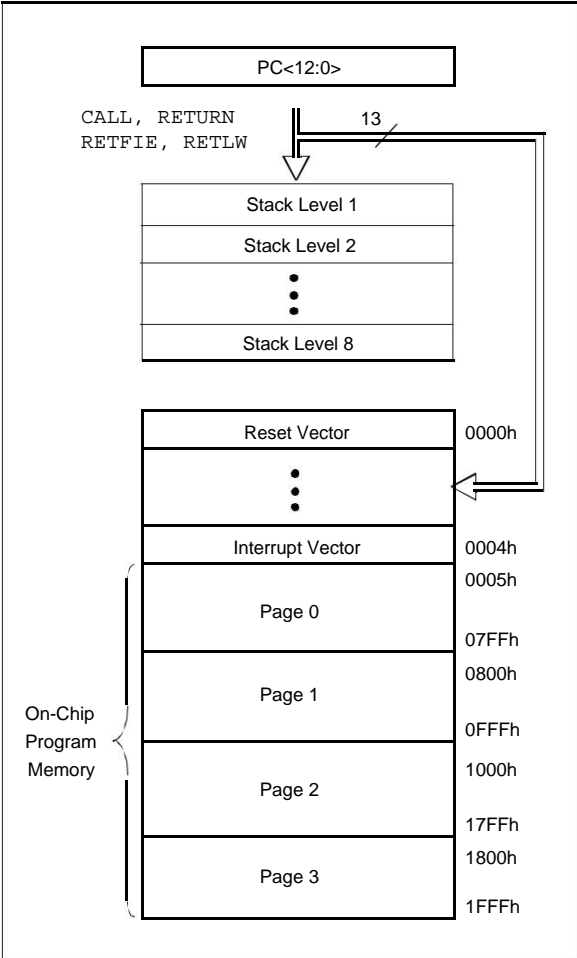 PC<12:0>
CALL, RETURN
RETFIE, RETLW
13
Stack Level 1
Stack Level 2
Stack Level 8
Reset Vector
0000h
Interrupt Vector
0004h
0005h
Page 0
07FFh
0800h
Page 1
0FFFh
On-Chip
Program
Memory
1000h
Page 2
17FFh
1800h
Page 3
1FFFh